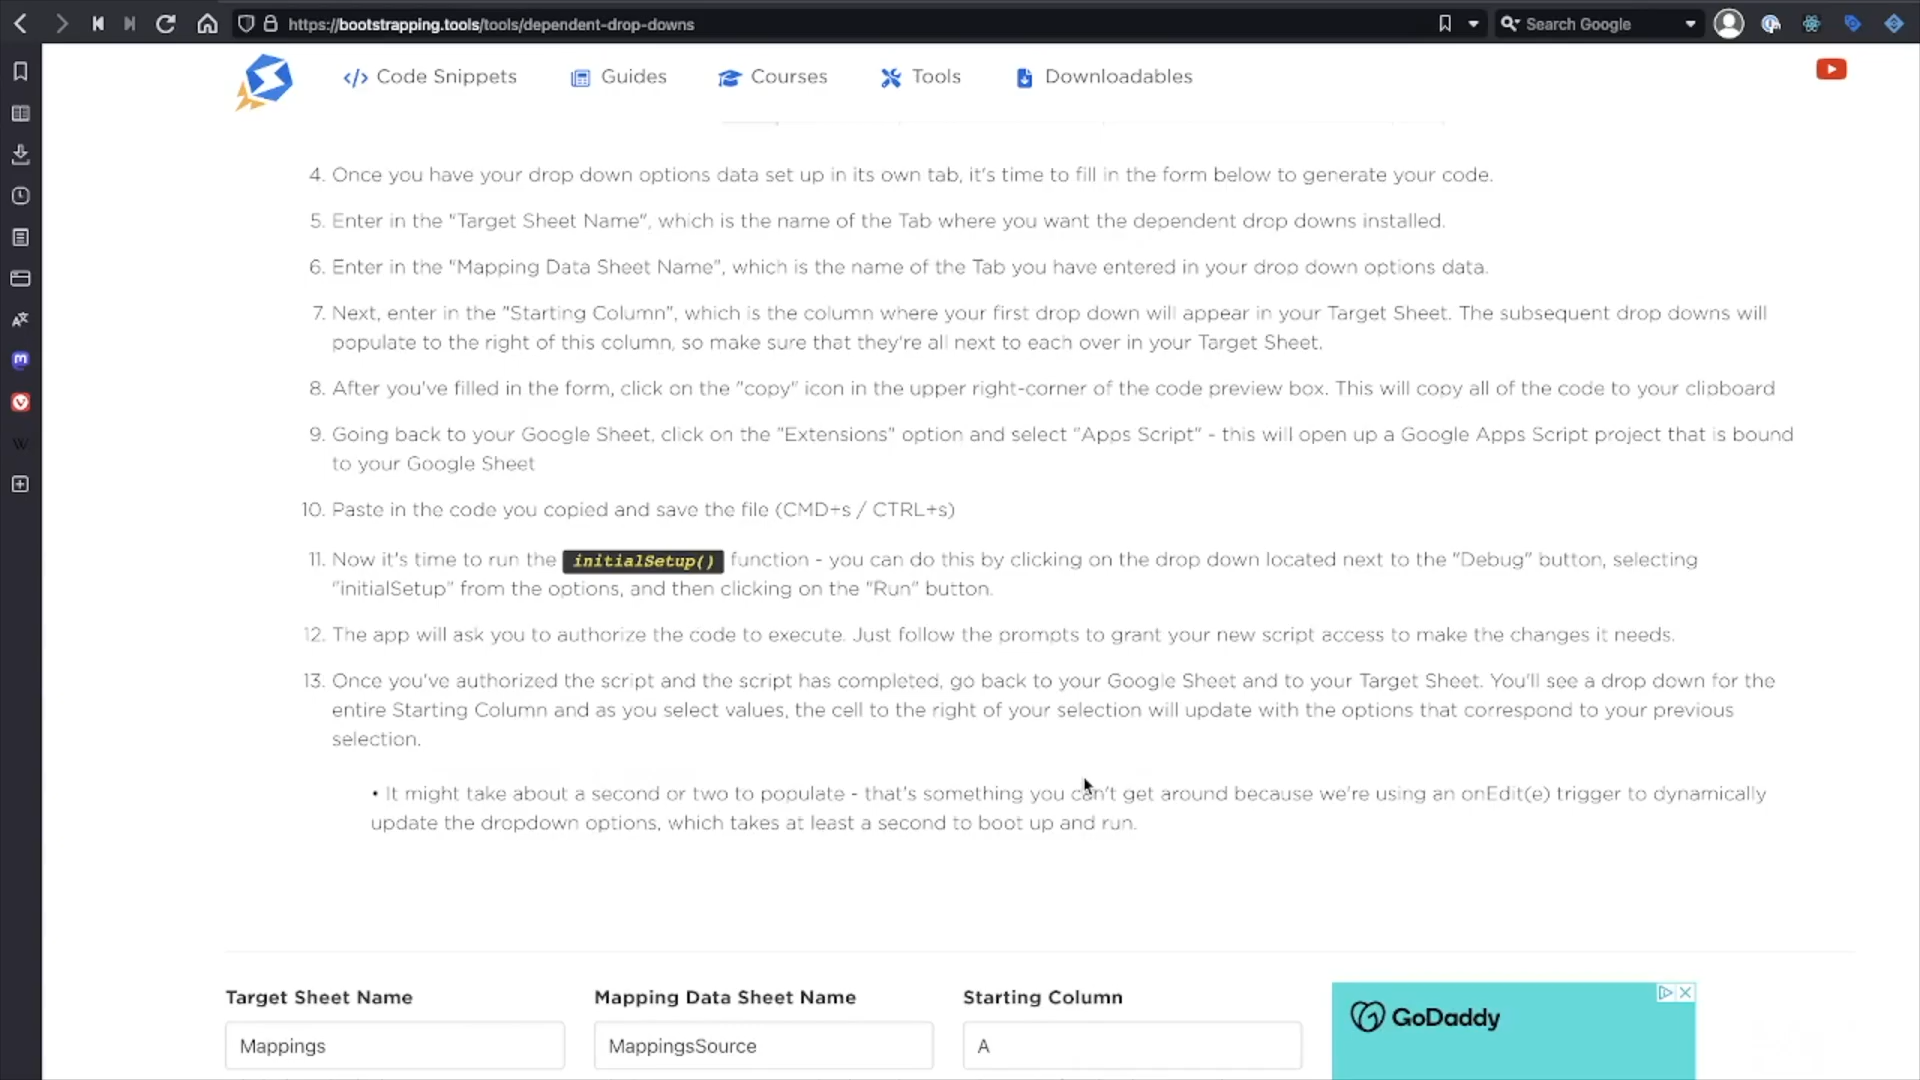 https://bootstrapping.tools/tools/dependent-drop-downs
Search Google
Code Snippets
Guides
Courses
Tools
Downloadables
4. Once you have your drop down options data set up in its own tab, it's time to fill in the form below to generate your code.
5. Enter in the "Target Sheet Name", which is the name of the Tab where you want the dependent drop downs installed.
6. Enter in the "Mapping Data Sheet Name", which is the name of the Tab you have entered in your drop down options data.
7. Next, enter in the "Starting Column", which is the column where your first drop down will appear in your Target Sheet. The subsequent drop downs will
populate to the right of this column, so make sure that they're all next to each over in your Target Sheet.
8. After you've filled in the form, click on the "copy" icon in the upper right-corner of the code preview box. This will copy all of the code to your clipboard
9. Going back to your Google Sheet, click on the "Extensions" option and select "Apps Script" - this will open up a Google Apps Script project that is bound
to your Google Sheet
10. Paste in the code you copied and save the file (CMD+s / CTRL+s)
11. Now it's time to run the initialSetup() function - you can do this by clicking on the drop down located next to the "Debug" button, selecting
"initialSetup" from the options, and then clicking on the "Run" button.
12. The app will ask you to authorize the code to execute. Just follow the prompts to grant your new script access to make the changes it needs.
13. Once you've authorized the script and the script has completed, go back to your Google Sheet and to your Target Sheet. You'll see a drop down for the
entire Starting Column and as you select values, the cell to the right of your selection will update with the options that correspond to your previous
selection.
• It might take about a second or two to populate - that's something you can't get around because we're using an onEdit(e) trigger to dynamically
update the dropdown options, which takes at least a second to boot up and run.
Target Sheet Name
Mapping Data Sheet Name
Starting Column
Mappings
MappingsSource
A
GoDaddy